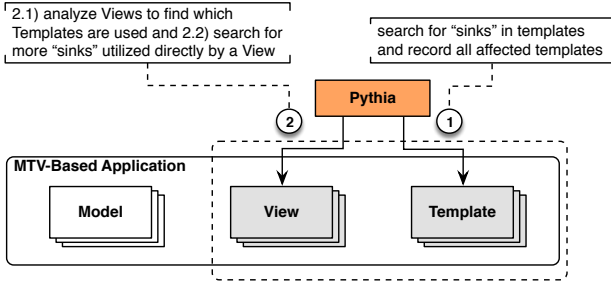 2.1) analyze Views to find which
Templates are used and 2.2) search for
more “sinks” utilized directly by a View
search for “sinks” in templates
and record all affected templates
Pythia
2
1
MTV-Based Application
Model
View
Template